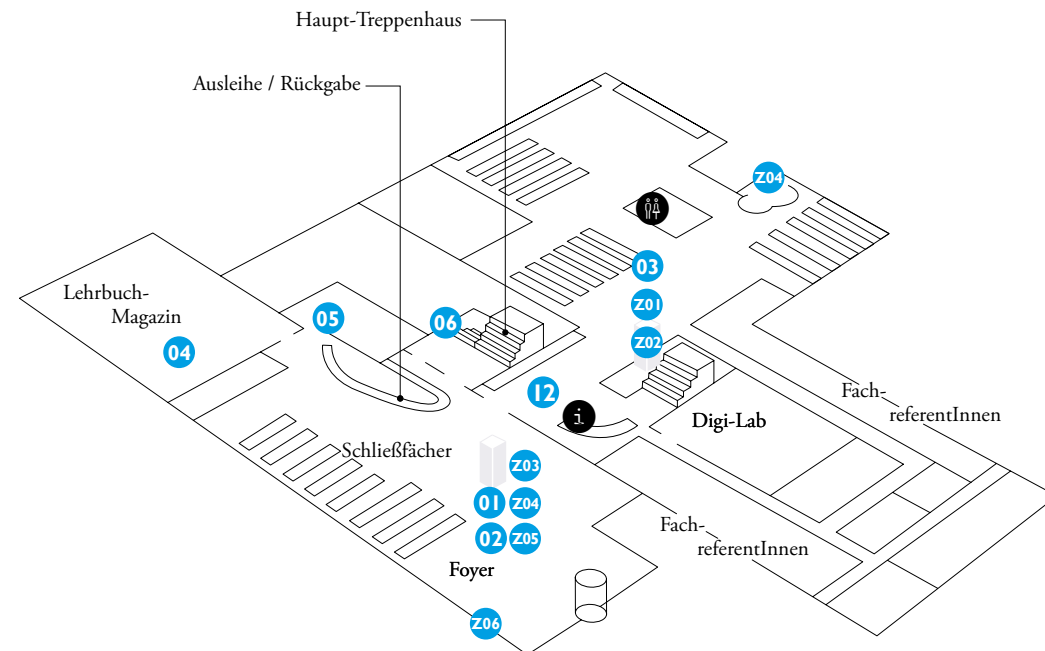 Haupt-Treppenhaus
Ausleihe / Rückgabe
Z04
03
Lehrbuch-
Magazin
05
06
Z01
04
Z02
12
i
Fach-
referentInnen
Digi-Lab
Schließfächer
Z03
01
Z04
02
Z05
Fach-
referentInnen
Foyer
Z06